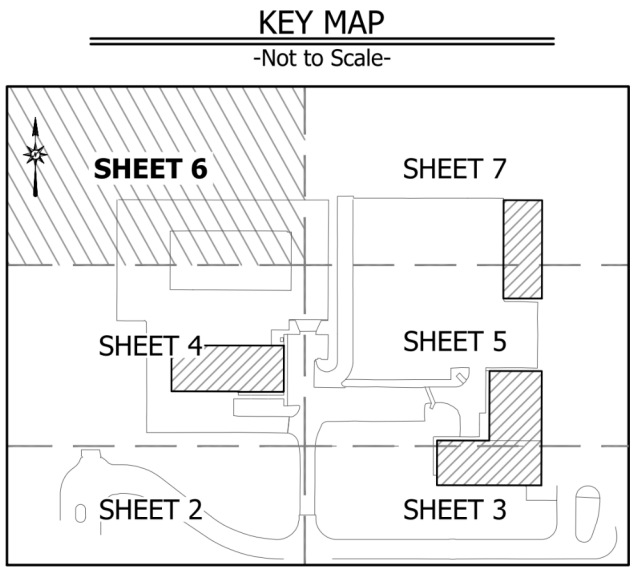 KEY MAP
-Not to Scale-
SHEET 6
SHEET 7
SHEET 4
SHEET 5
SHEET 2
SHEET 3